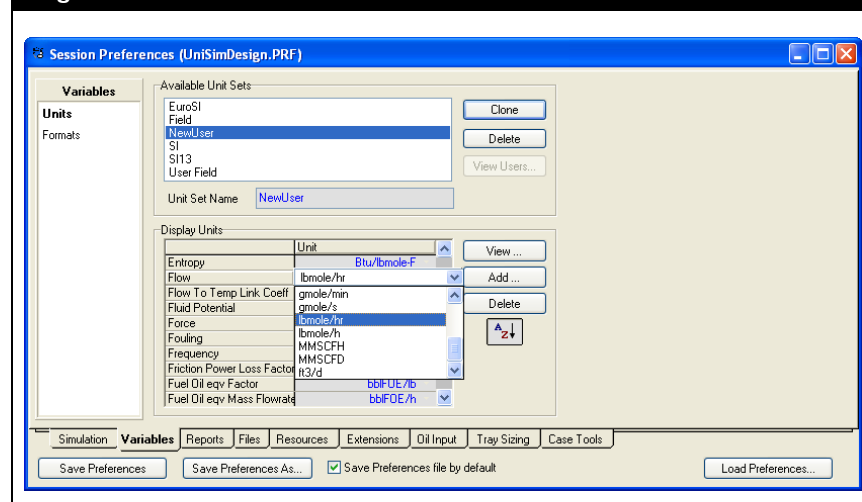 Session Preferences (UniSimDesign.PRF)
Variables
Units
Formats
Available Unit Sets
EuroSI
Field
NewUser
SI
SI13
User Field
Clone
Delete
View Users...
Unit Set Name NewUser
Display Units
Unit
Entropy Btu/lbmole-F
Flow lbmole/hr
Flow To Temp Link Coeff
Fluid Potential
Force
Fouling
Frequency
Friction Power Loss Factor
Fuel Oil eqv Factor bblFOE/lb
Fuel Oil eqv Mass Flowrate bblFOE/h
gmole/min
gmole/s
lbmole/hr
lbmole/h
MMSCFH
MMSCFD
ft3/d
View ...
Add ...
Delete
AZ
Simulation Variables Reports Files Resources Extensions Oil Input Tray Sizing Case Tools
Save Preferences Save Preferences As... Save Preferences file by default Load Preferences...